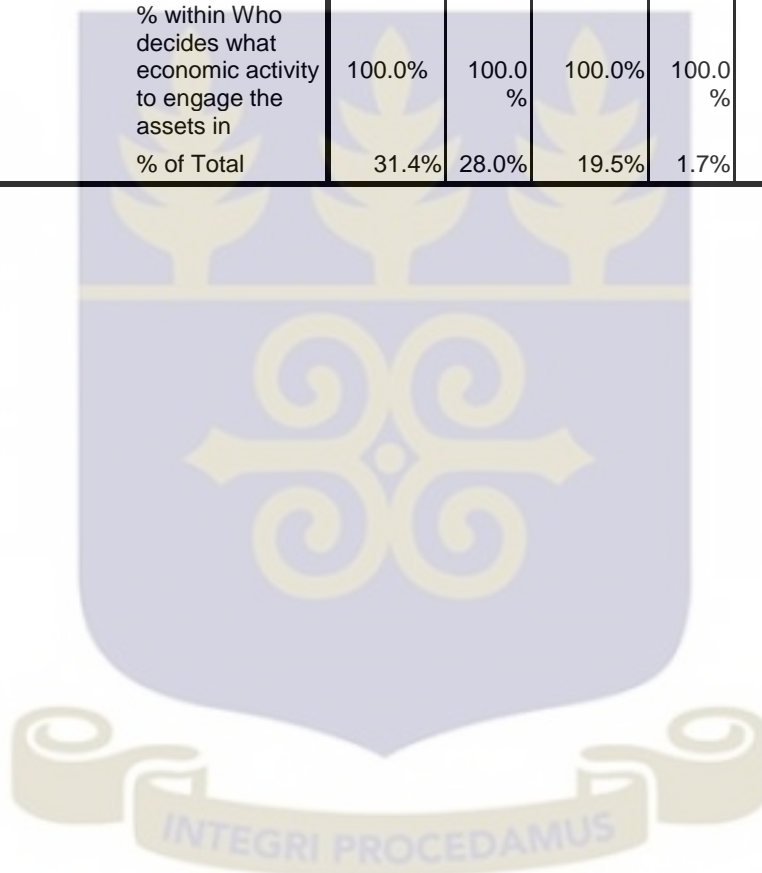 % within Who
decides what
economic activity 100.0% 100.0 100.0% 100.0
to engage the % %
assets in
% of Total 31.4% 28.0% 19.5% 1.7%
INTEGRI PROCEDAMUS